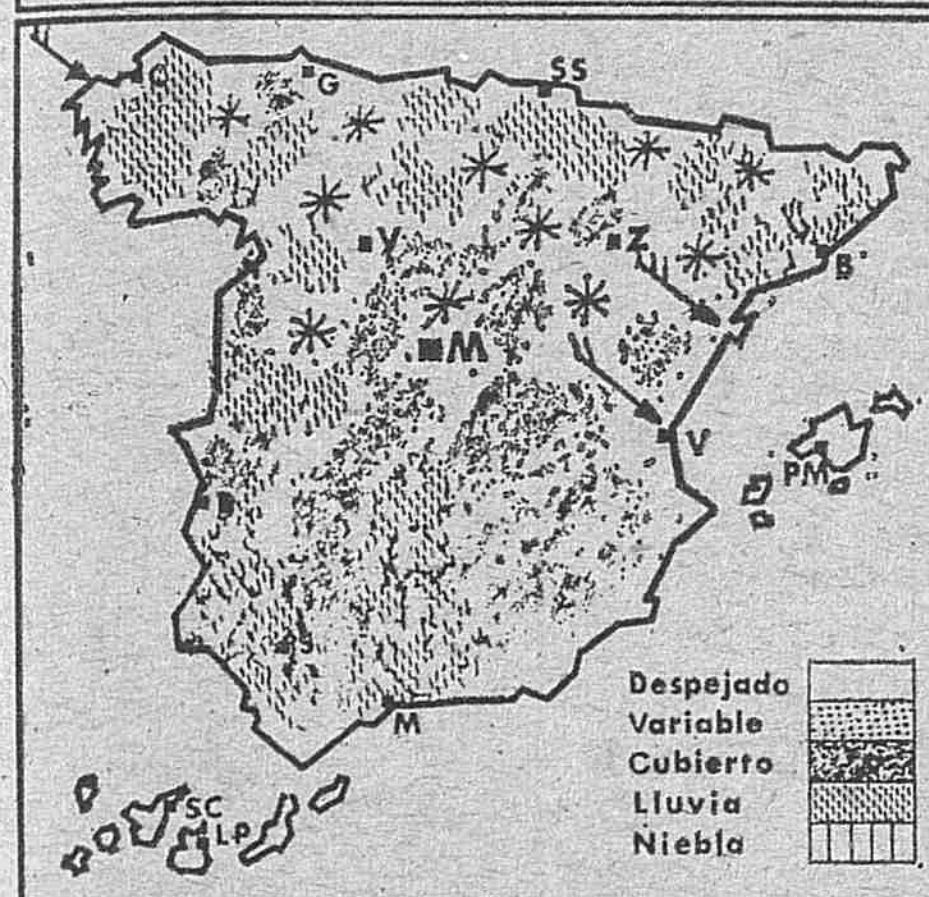 C
G
SS
V
Z
B
M
V
PM
B
S
M
SC
LP
Despejado
Variable
Cubierto
Lluvia
Niebla